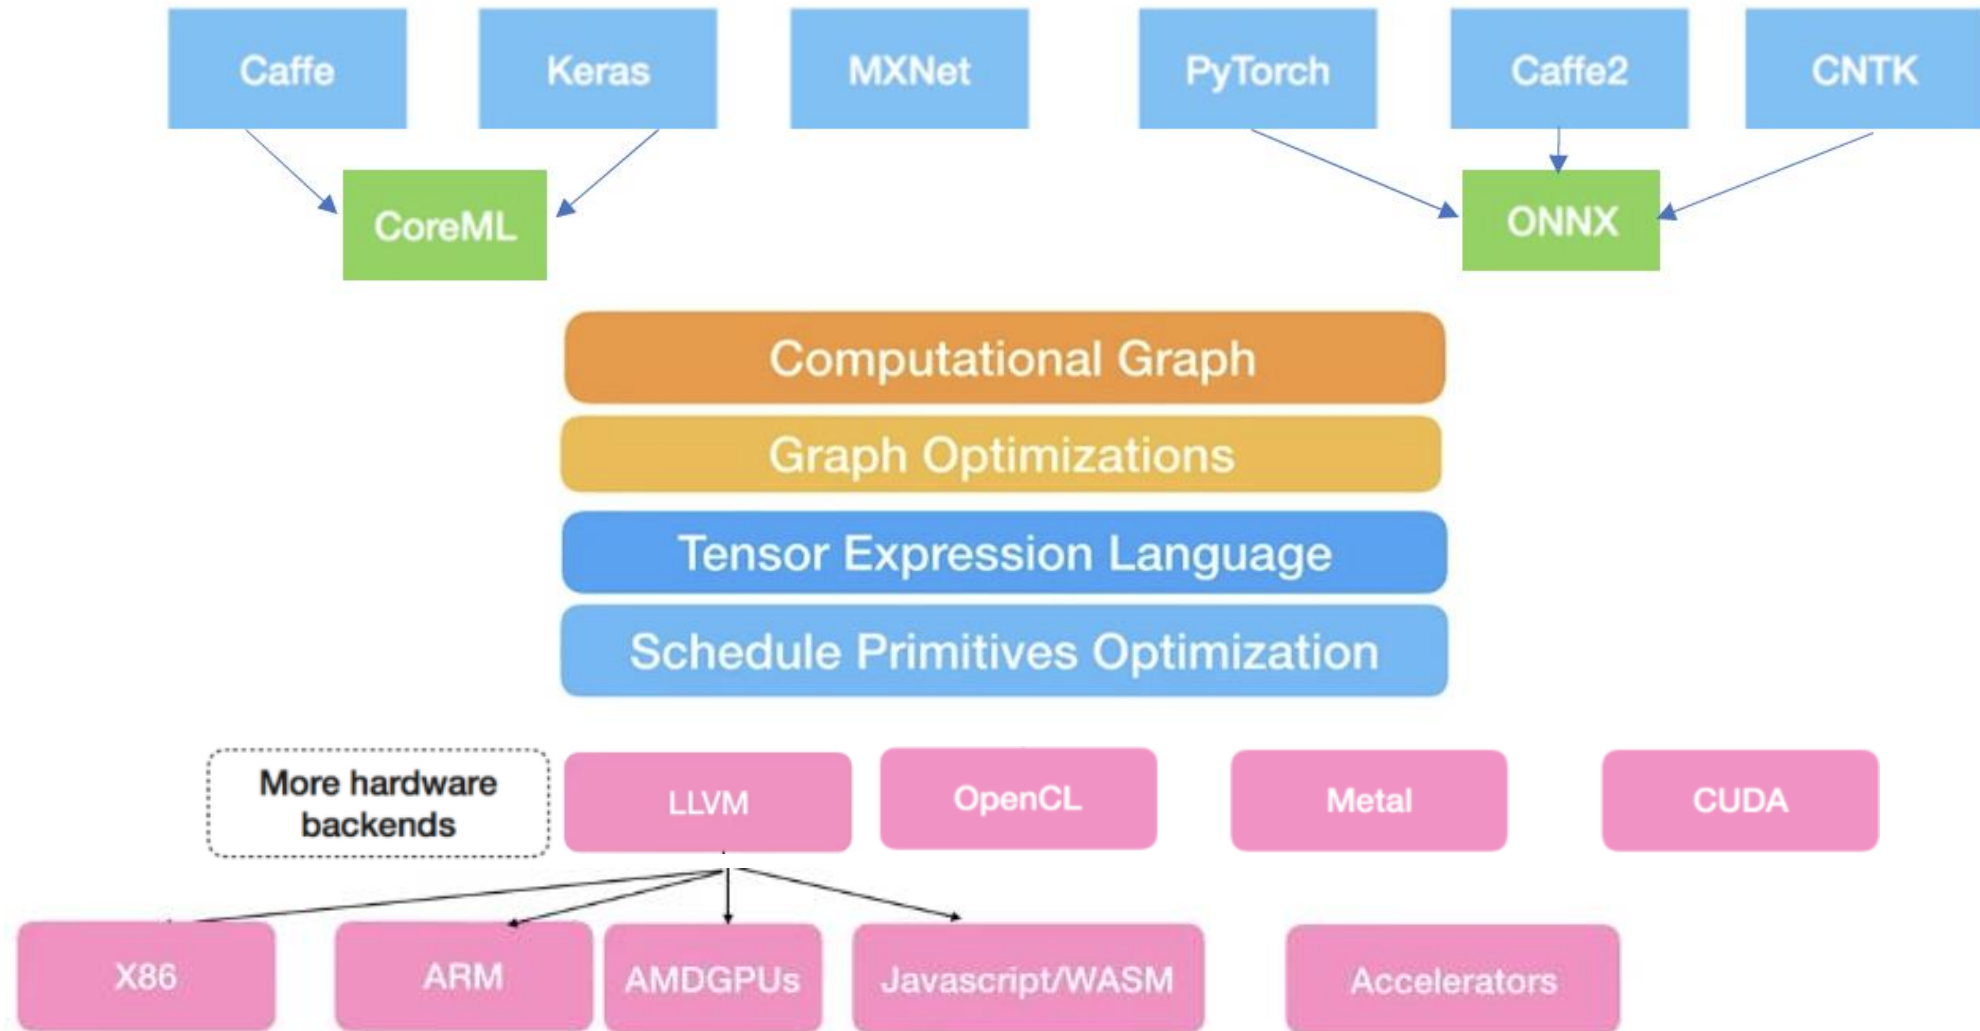 Caffe
Keras
MXNet
PyTorch
Caffe2
CNTK
CoreML
ONNX
Computational Graph
Graph Optimizations
Tensor Expression Language
Schedule Primitives Optimization
More hardware
backends
LLVM
OpenCL
Metal
CUDA
X86
ARM
AMDGPUs
Javascript/WASM
Accelerators